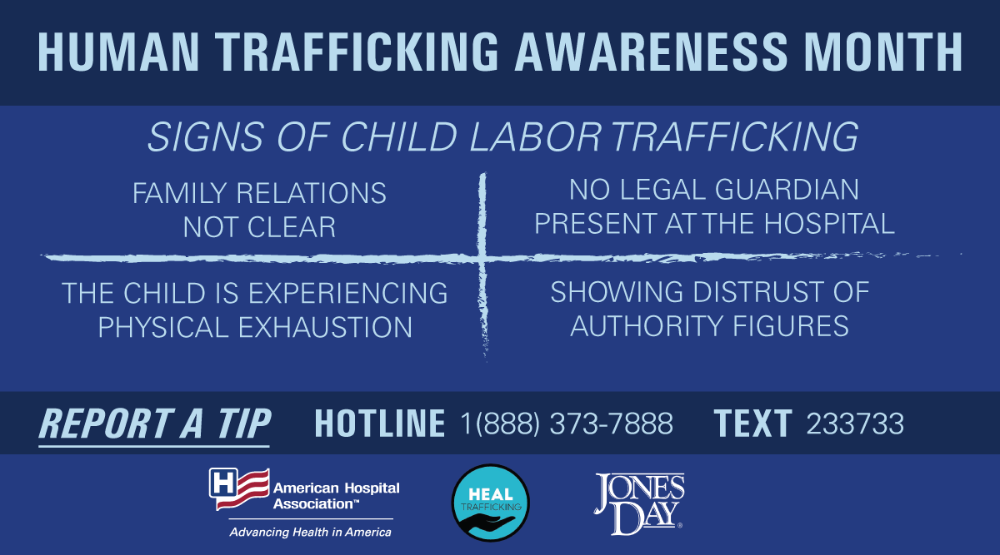 HUMAN TRAFFICKING AWARENESS MONTH
SIGNS OF CHILD LABOR TRAFFICKING
FAMILY RELATIONS
NOT CLEAR
NO LEGAL GUARDIAN
PRESENT AT THE HOSPITAL
THE CHILD IS EXPERIENCING
PHYSICAL EXHAUSTION
SHOWING DISTRUST OF
AUTHORITY FIGURES
REPORT A TIP HOTLINE 1(888) 373-7888 TEXT 233733
H
American Hospital
Association™
Advancing Health in America
HEAL
TRAFFICKING
JONES
DAY®